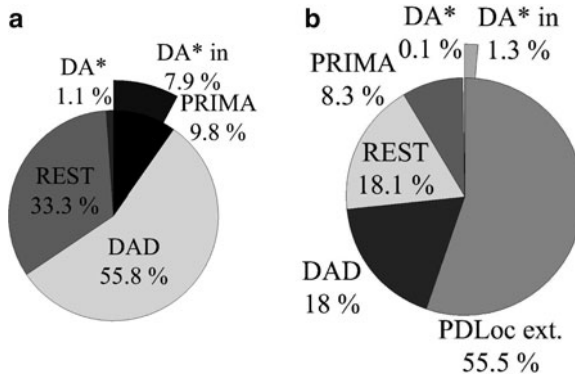 a
DA*
1.1 %
DA* in
7.9 %
PRIMA
9.8 %
REST
33.3 %
DAD
55.8 %
b
DA*
0.1 %
DA* in
1.3 %
PRIMA
8.3 %
REST
18.1 %
DAD
18 %
PDLoc ext.
55.5 %